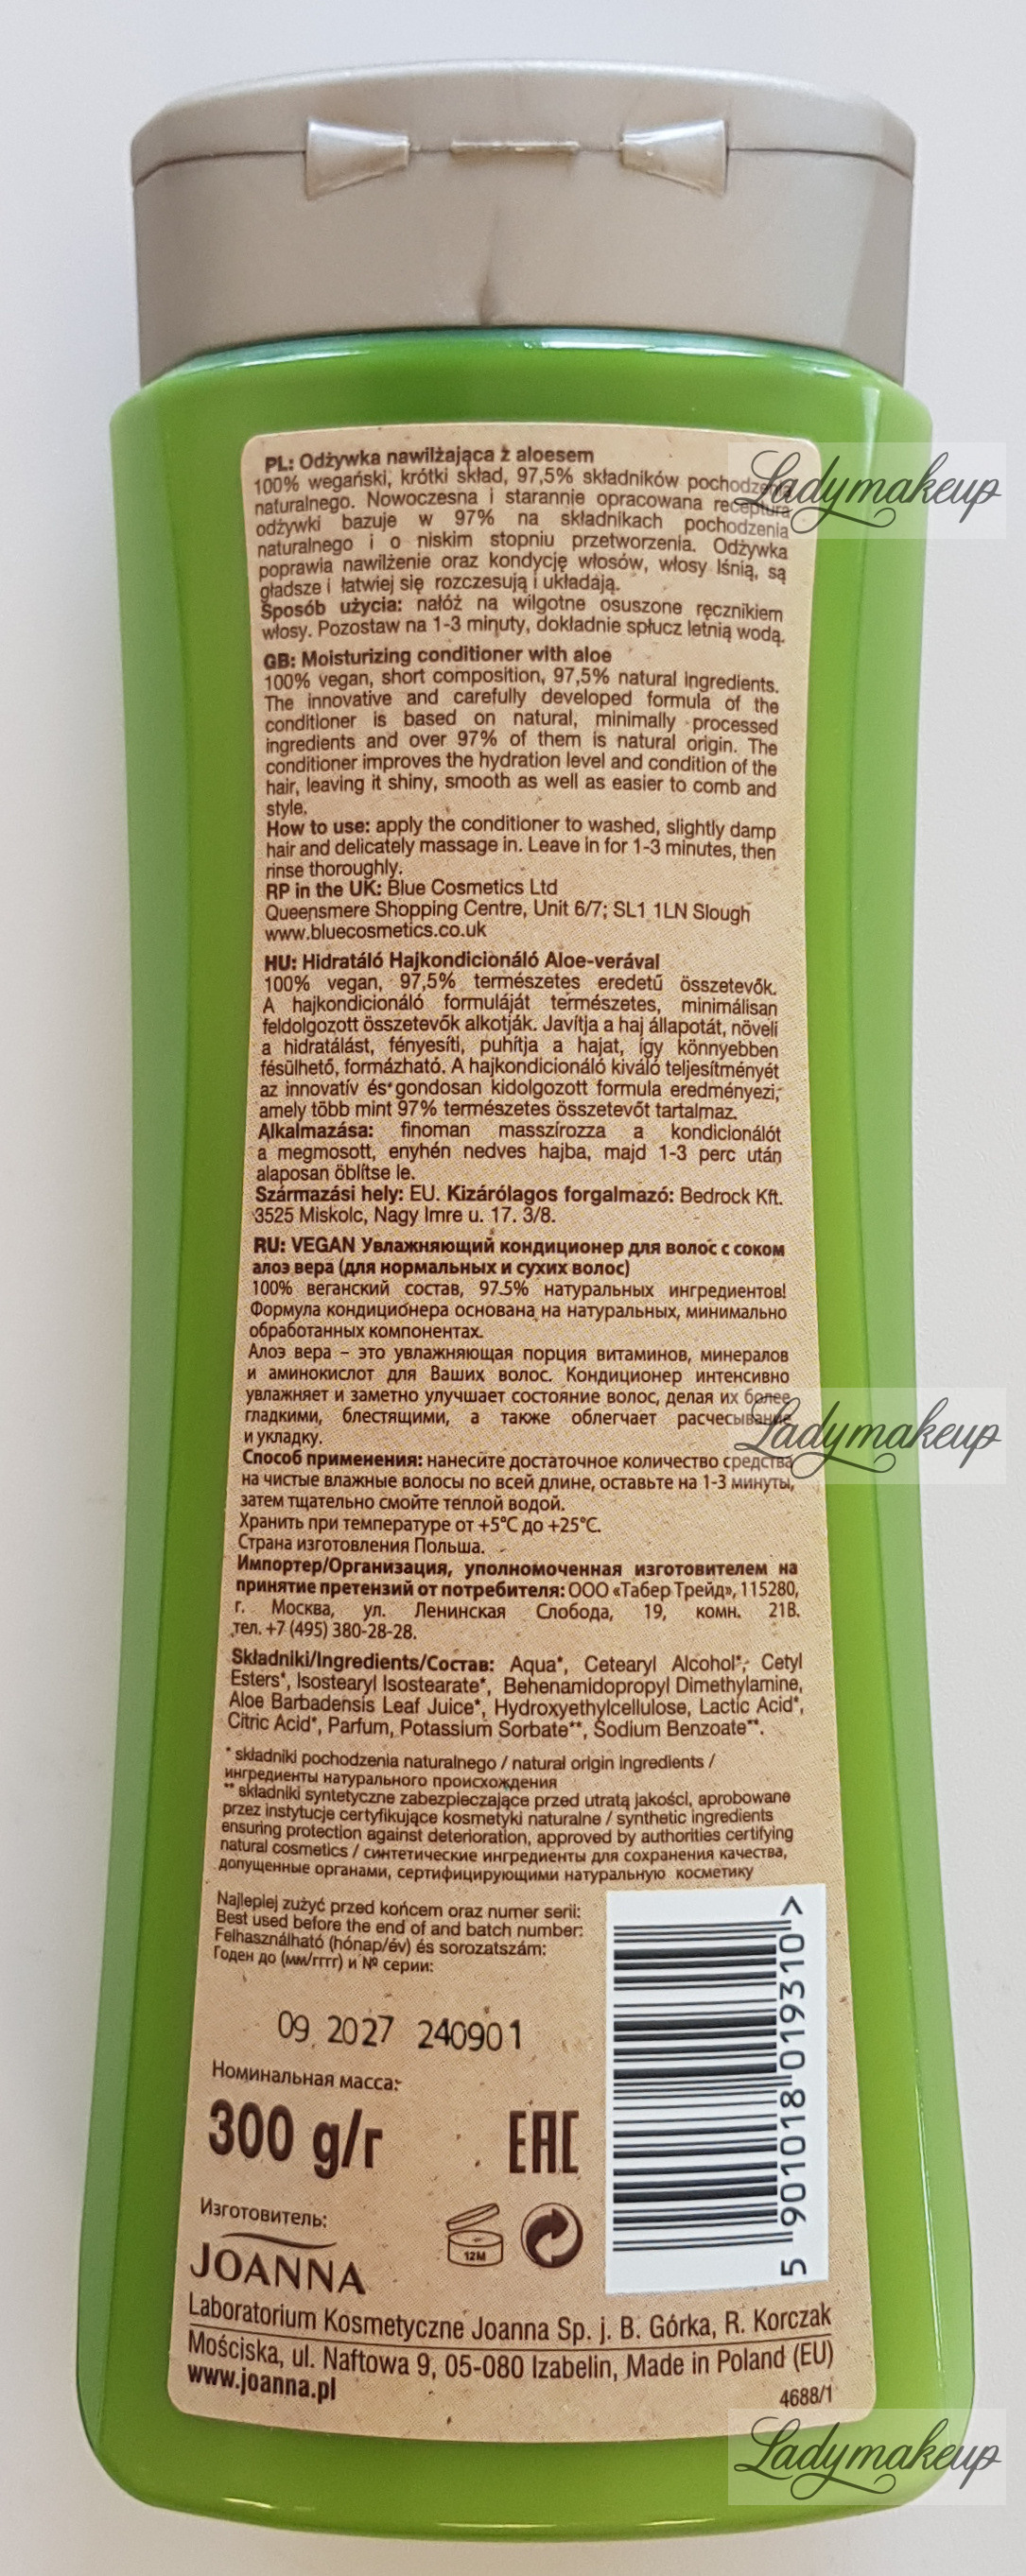 PL: Odżywka nawilżająca z aloesem
100% wegański, krótki skład, 97,5% składników
naturalnego. Nowoczesna i starannie opracowana receptura
odżywki bazuje w 97% na składnikach pochodzenia
naturalnego i o niskim stopniu przetworzenia. Odżywka
poprawia nawilżenie oraz kondycję włosów, włosy lśnią, są
gładsze i łatwiej się rozczesują i układają.
Sposób użycia: nałóż na wilgotne osuszone ręcznikiem
włosy. Pozostaw na 1-3 minuty, dokładnie spłucz letnią wodą.
GB: Moisturizing conditioner with aloe
100% vegan, short composition, 97,5% natural ingredients.
The innovative and carefully developed formula of the
conditioner is based on natural, minimally processed
ingredients and over 97% of them is natural origin. The
conditioner improves the hydration level and condition of the
hair, leaving it shiny, smooth as well as easier to comb and
style.
How to use: apply the conditioner to washed, slightly damp
hair and delicately massage in. Leave in for 1-3 minutes, then
rinse thoroughly.
RP in the UK: Blue Cosmetics Ltd
Queensmere Shopping Centre, Unit 6/7; SL1 1LN Slough
www.bluecosmetics.co.uk
HU: Hidratáló Hajkondicionáló Aloe-verával
100% vegan, 97,5% természetes eredetű összetevők.
A hajkondicionáló formuláját természetes, minimálisan
feldolgozott összetevők alkotják. Javítja a haj állapotát, növeli
a hidratálást, fényesíti, puhítja a hajat, így könnyebben
fésülhető, formázható. A hajkondicionáló kiváló teljesítményét
az innovatív és gondosan kidolgozott formula eredményezi,
amely több mint 97% természetes összetevőt tartalmaz.
Alkalmazása: finoman masszírozza a kondicionálót
a megmosott, enyhén nedves hajba, majd 1-3 perc után
alaposan öblítse le.
Származási hely: EU. Kizárólagos forgalmazó: Bedrock Kft.
3525 Miskolc, Nagy Imre u. 17. 3/8.
RU: VEGAN Увлажняющий кондиционер для волос с соком
алоэ вера (для нормальных и сухих волос)
100% веганский состав, 97.5% натуральных ингредиентов!
Формула кондиционера основана на натуральных, минимально
обработанных компонентах.
Алоэ вера – это увлажняющая порция витаминов, минералов
и аминокислот для Ваших волос. Кондиционер интенсивно
увлажняет и заметно улучшает состояние волос, делая их более
гладкими, блестящими, а также облегчает расчесывание
и укладку.
Способ применения: нанесите достаточное количество средства
на чистые влажные волосы по всей длине, оставьте на 1-3 минуты,
затем тщательно смойте теплой водой.
Хранить при температуре от +5°C до +25°C.
Страна изготовления Польша.
Импортер/Организация, уполномоченная изготовителем на
принятие претензий от потребителя: ООО «Табер Трейд», 115280,
г. Москва, ул. Ленинская Слобода, 19, комн. 21В.
тел. +7 (495) 380-28-28.
Składniki/Ingredients/Состав: Aqua*, Cetearyl Alcohol*, Cetyl
Esters*, Isostearyl Isostearate*, Behenamidopropyl Dimethylamine,
Aloe Barbadensis Leaf Juice*, Hydroxyethylcellulose, Lactic Acid*,
Citric Acid*, Parfum, Potassium Sorbate**, Sodium Benzoate**.
* składniki pochodzenia naturalnego / natural origin ingredients /
ингредиенты натурального происхождения
** składniki syntetyczne zabezpieczające przed utratą jakości, aprobowane
przez instytucje certyfikujące kosmetyki naturalne / synthetic ingredients
ensuring protection against deterioration, approved by authorities certifying
natural cosmetics / синтетические ингредиенты для сохранения качества,
допущенные органами, сертифицирующими натуральную косметику
Najlepiej zużyć przed końcem oraz numer serii:
Best used before the end of and batch number:
Felhasználható (hónap/év) és sorozatszám:
Годен до (мм/гггг) и № серии:
09.2027 240901
Номинальная масса:
300 g/г
EAC
5 901018 019310 >
Изготовитель:
JOANNA
12M
Laboratorium Kosmetyczne Joanna Sp. j. B. Górka, R. Korczak
Mościska, ul. Naftowa 9, 05-080 Izabelin, Made in Poland (EU)
www.joanna.pl
4688/1
Ladymakeup
Ladymakeup
Ladymakeup